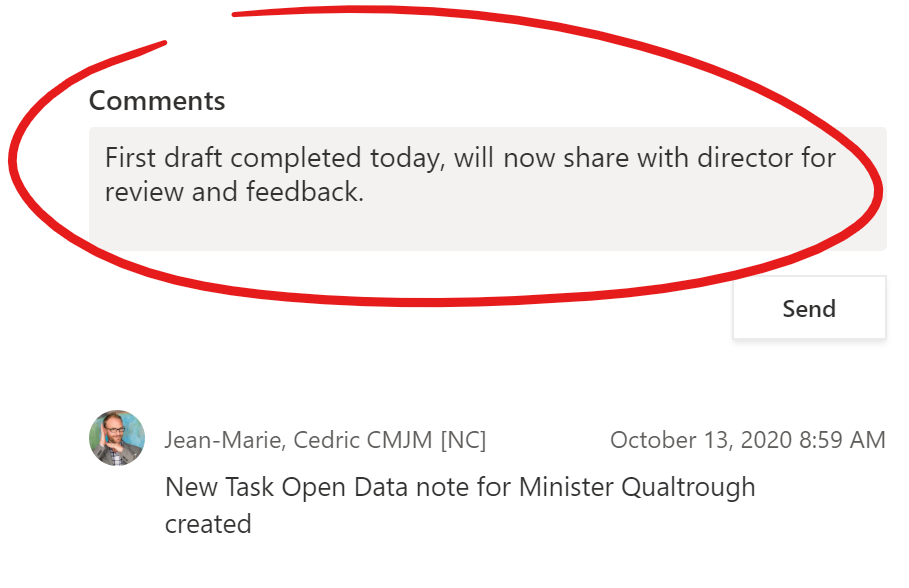 Comments
First draft completed today, will now share with director for
review and feedback.
Send
Jean-Marie, Cedric CMJM [NC]
October 13, 2020 8:59 AM
New Task Open Data note for Minister Qualtrough
created